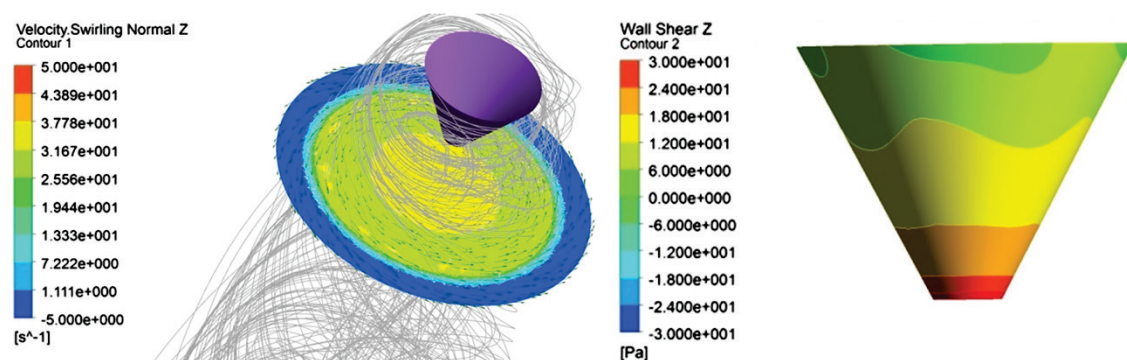 Velocity.Swirling Normal Z
Contour 1
5.000e+001
4.389e+001
3.778e+001
3.167e+001
2.556e+001
1.944e+001
1.333e+001
7.222e+000
1.111e+000
-5.000e+000
[s^-1]
Wall Shear Z
Contour 2
3.000e+001
2.400e+001
1.800e+001
1.200e+001
6.000e+000
0.000e+000
-6.000e+000
-1.200e+001
-1.800e+001
-2.400e+001
-3.000e+001
[Pa]